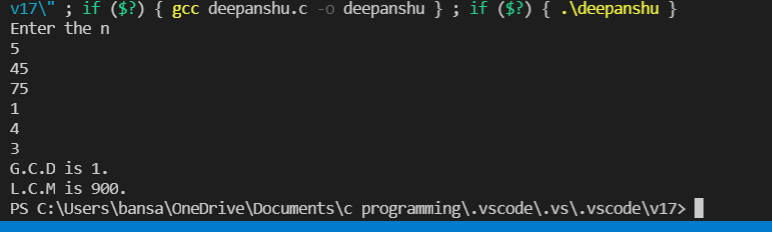 v17\" ; if ($?) { gcc deepanshu.c -o deepanshu } ; if ($?) { .\deepanshu }
Enter the n
5
45
75
1
4
3
G.C.D is 1.
L.C.M is 900.
PS C:\Users\bansa\OneDrive\Documents\c programming\.vscode\.vs\.vscode\v17>